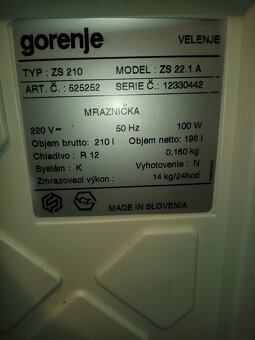 gorenje VELENJE
TYP : ZS 210 MODEL : ZS 22.1 A
ART. Č. : 525252 SERIE Č.: 12330442
MRAZNIČKA
220 V~ 50 Hz 100 W
Objem brutto: 210 l Objem netto: 198 l
Chladivo : R 12 0,160 kg
Systém : K Vyhotovenie : N
Zmrazovací výkon : 14 kg/24hod
MADE IN SLOVENIA